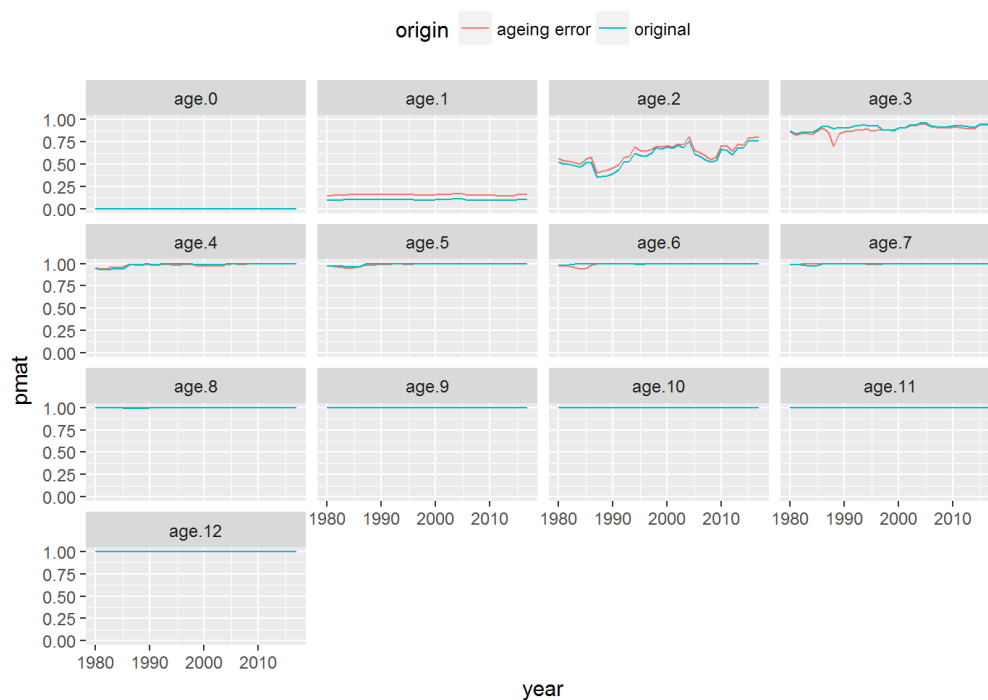 origin ageing error original
age.0 age.1 age.2 age.3
1.00
0.75
0.50
0.25
0.00
age.4 age.5 age.6 age.7
1.00
0.75
0.50
0.25
0.00
pmat
age.8 age.9 age.10 age.11
1.00
0.75
0.50
0.25
0.00
1980 1990 2000 2010 1980 1990 2000 2010 1980 1990 2000 2010
age.12
1.00
0.75
0.50
0.25
0.00
1980 1990 2000 2010
year